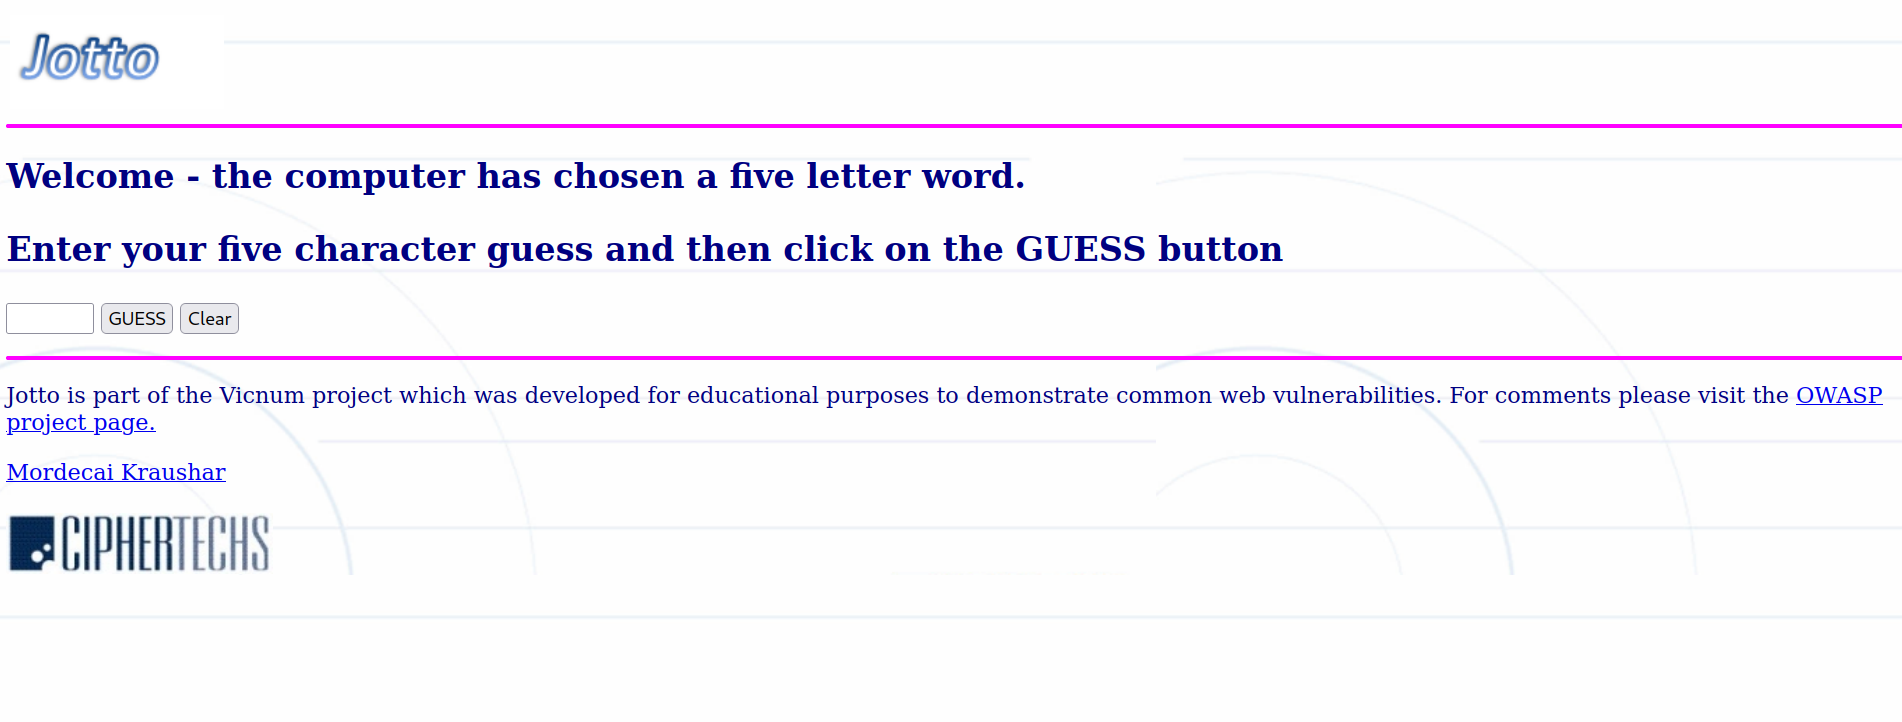 Jotto
Welcome - the computer has chosen a five letter word.
Enter your five character guess and then click on the GUESS button
GUESS Clear
Jotto is part of the Vicnum project which was developed for educational purposes to demonstrate common web vulnerabilities. For comments please visit the OWASP
project page.
Mordecai Kraushar
CIPHERTECHS